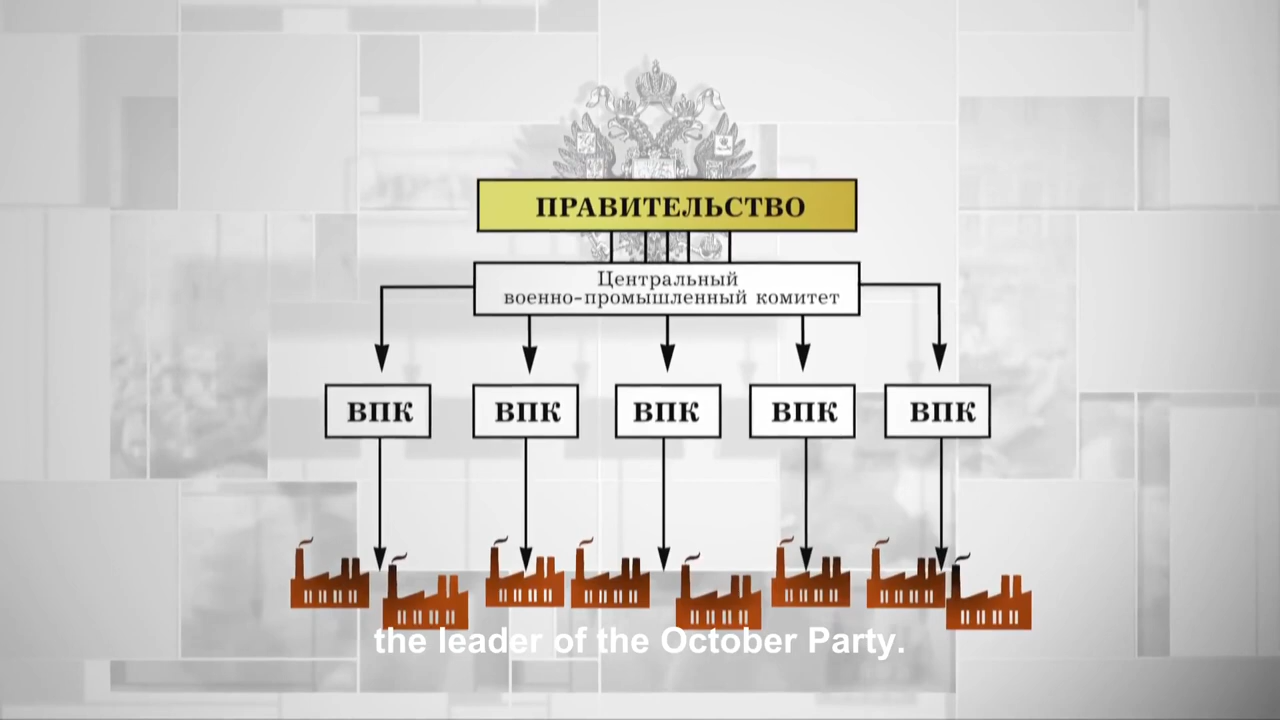 ПРАВИТЕЛЬСТВО
Центральный
военно-промышленный комитет
ВПК
ВПК
ВПК
ВПК
ВПК
the leader of the October Party.